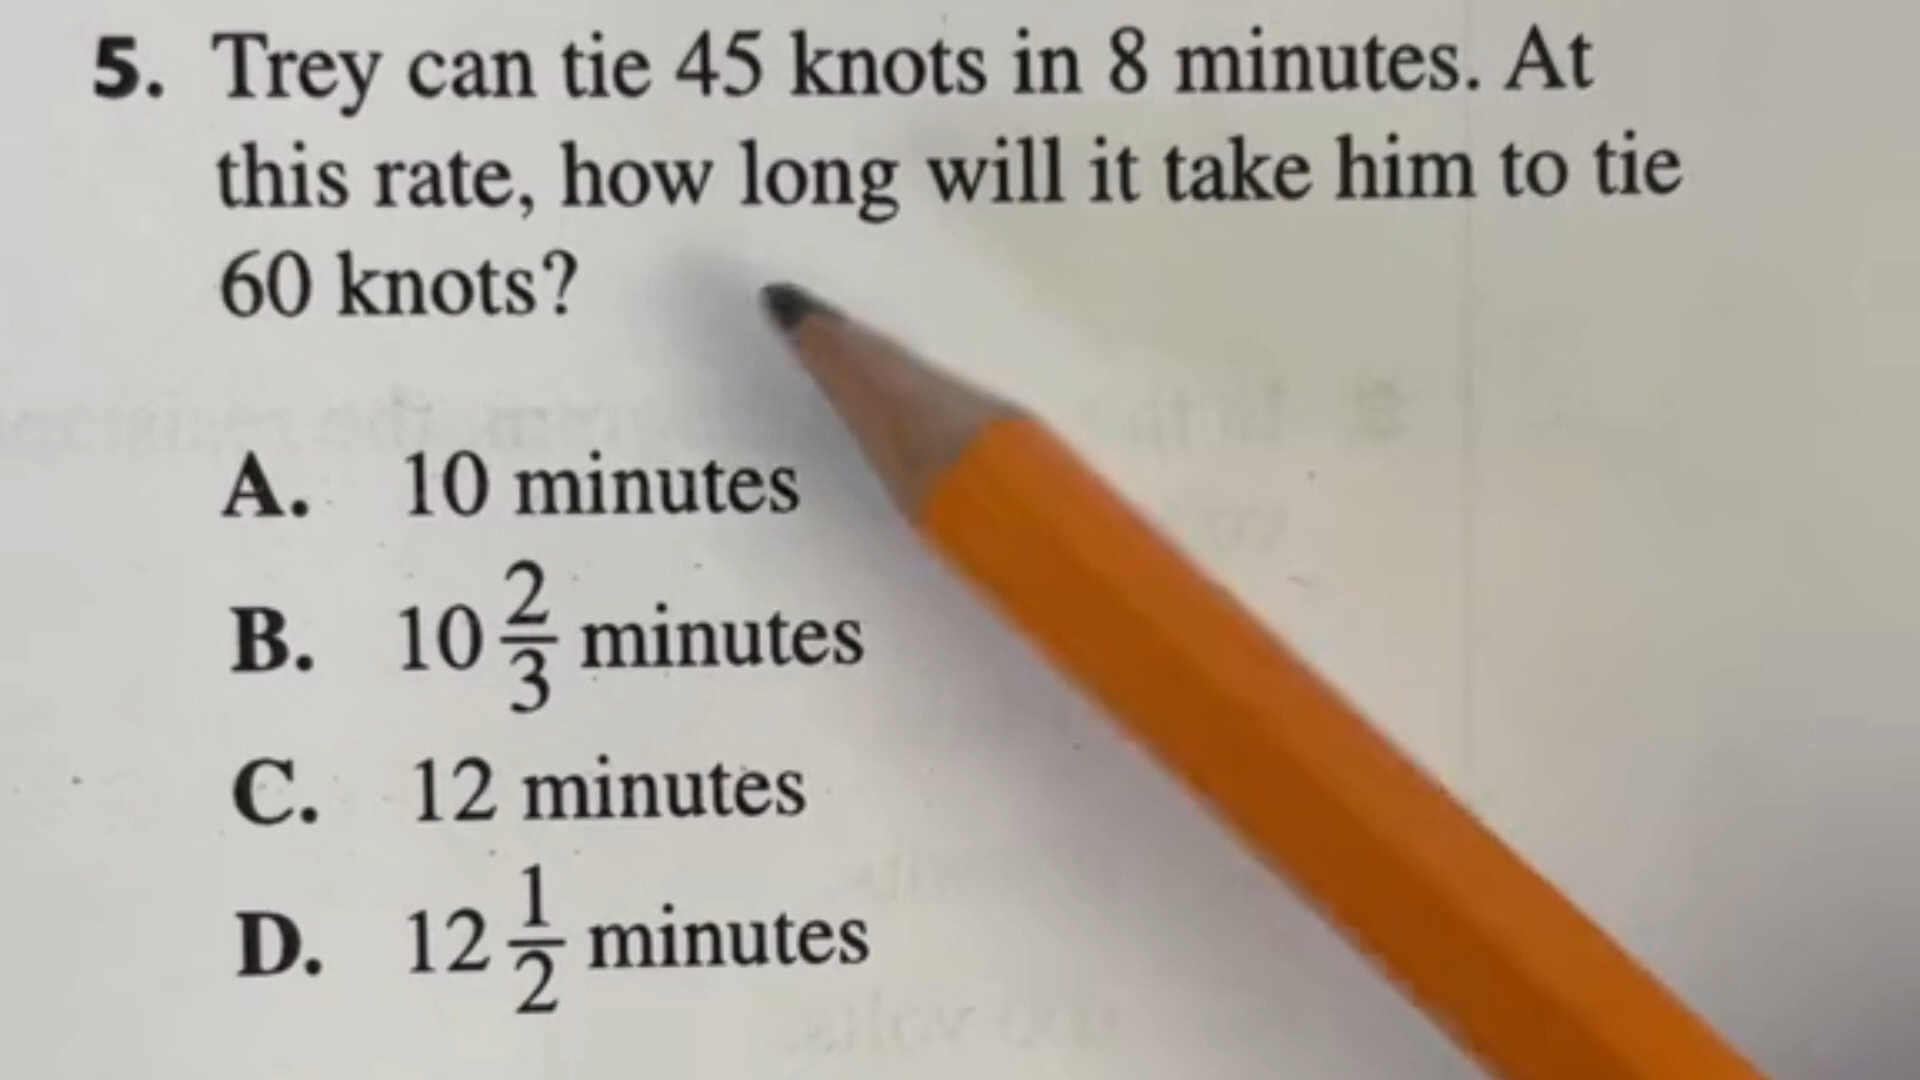 5. Trey can tie 45 knots in 8 minutes. At
this rate, how long will it take him to tie
60 knots?
A. 10 minutes
B. 10 2/3 minutes
C. 12 minutes
D. 12 1/2 minutes